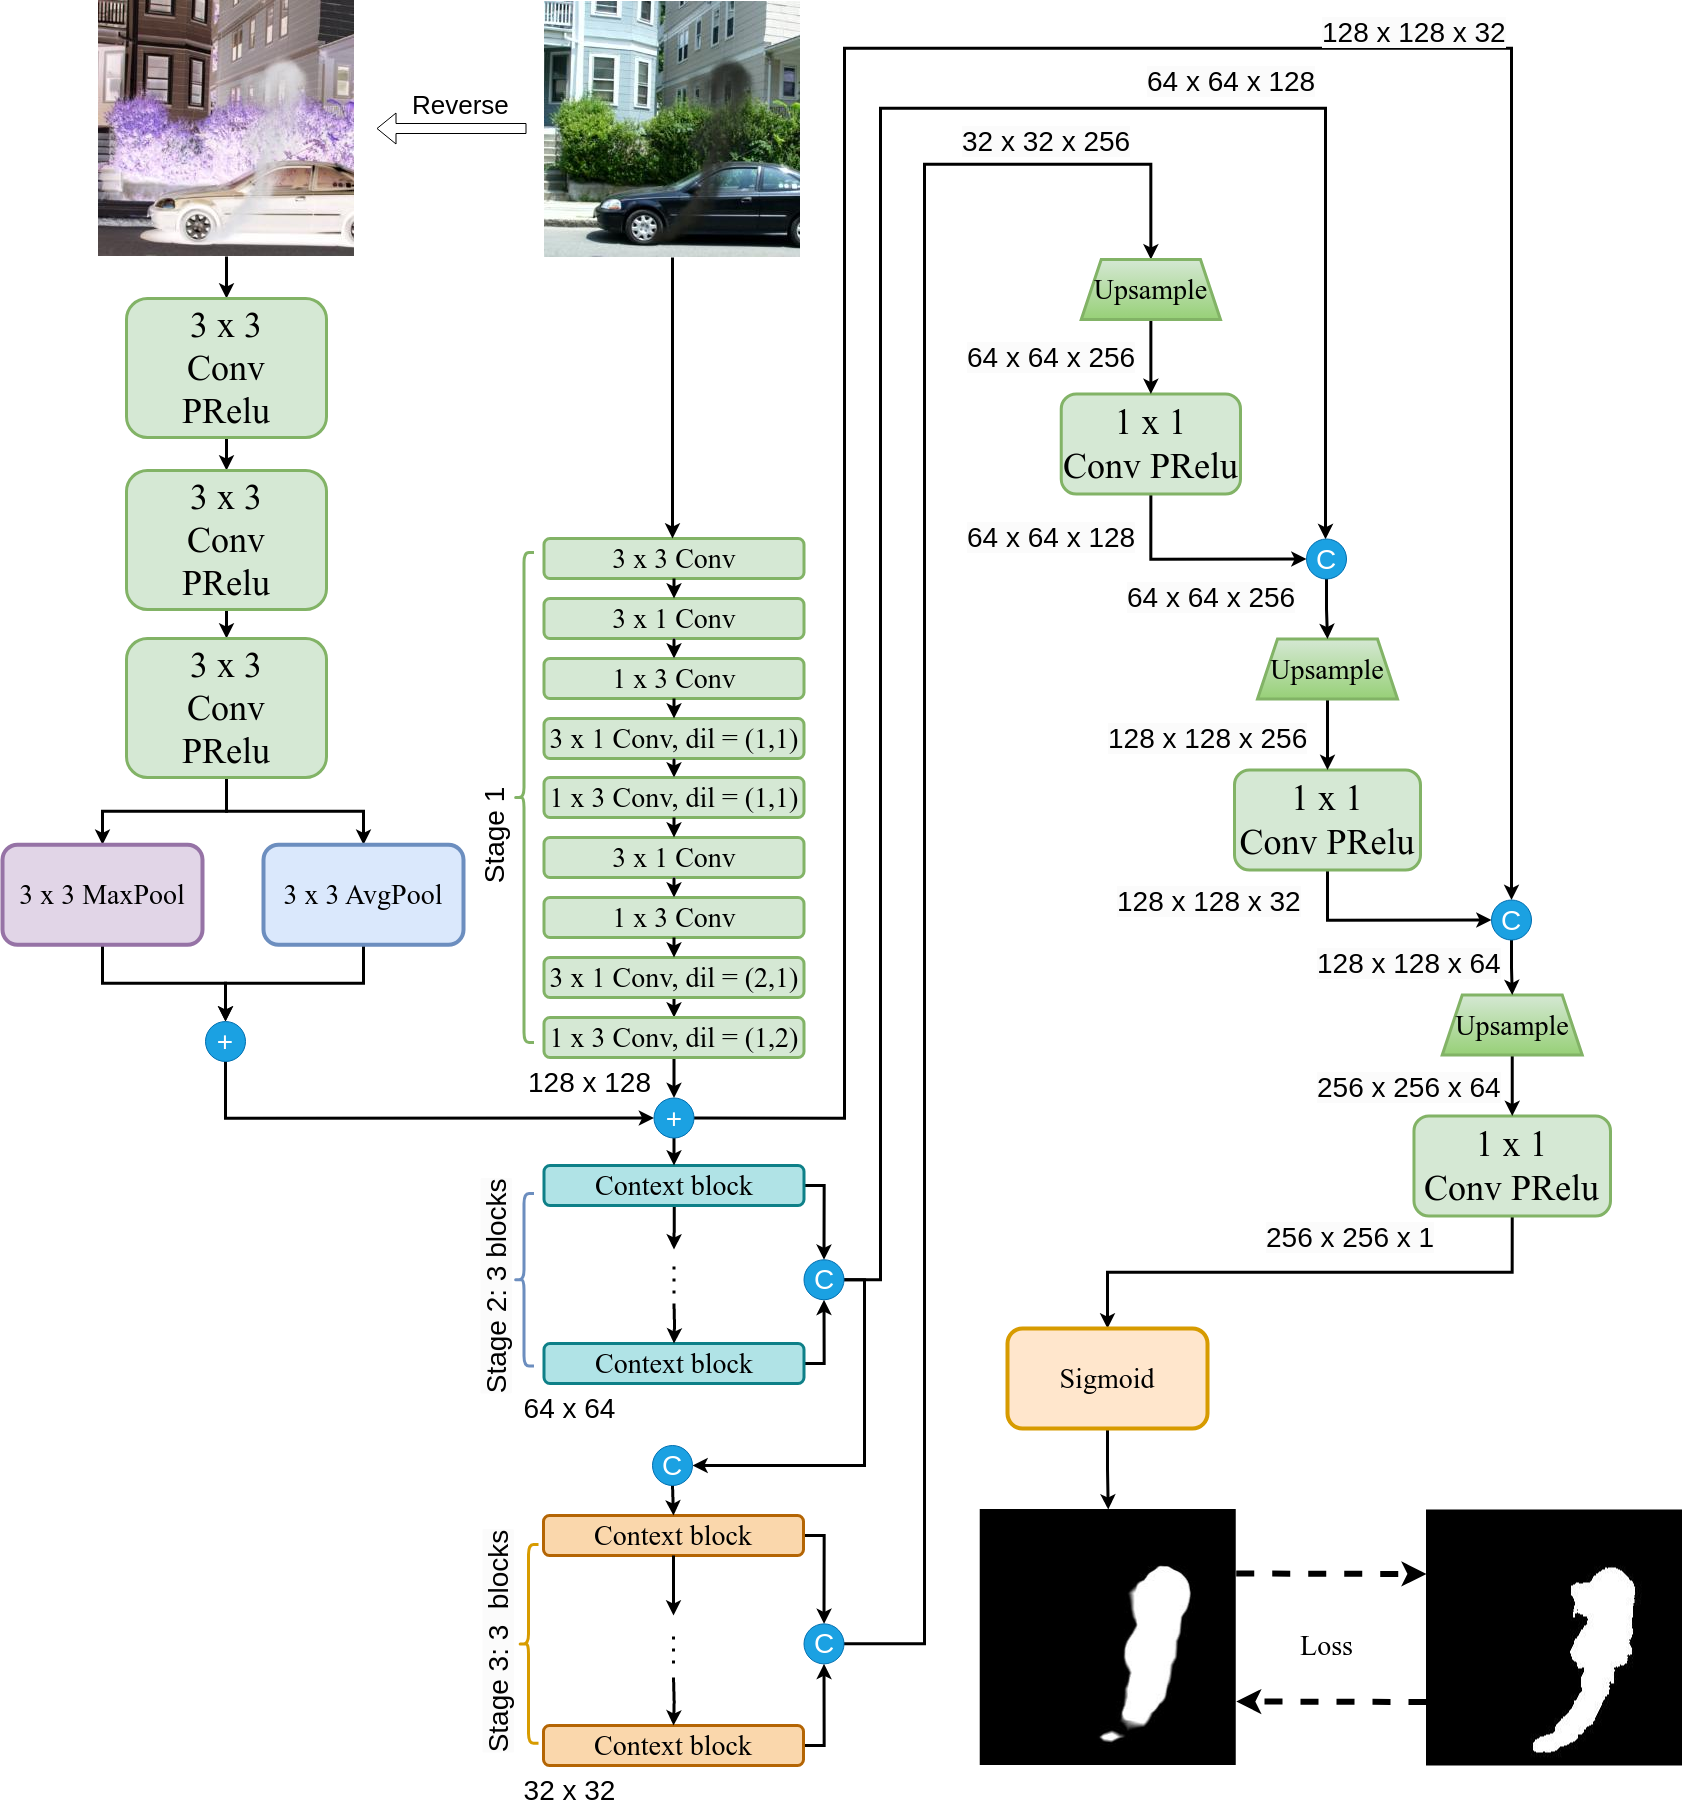 Reverse
3 x 3
Conv
PRelu
3 x 3
Conv
PRelu
3 x 3
Conv
PRelu
3 x 3 MaxPool
3 x 3 AvgPool
+
Stage 1
3 x 3 Conv
3 x 1 Conv
1 x 3 Conv
3 x 1 Conv, dil = (1,1)
1 x 3 Conv, dil = (1,1)
3 x 1 Conv
1 x 3 Conv
3 x 1 Conv, dil = (2,1)
1 x 3 Conv, dil = (1,2)
128 x 128
+
Stage 2: 3 blocks
Context block
C
Context block
64 x 64
C
Stage 3: 3 blocks
Context block
C
Context block
32 x 32
128 x 128 x 32
64 x 64 x 128
32 x 32 x 256
Upsample
64 x 64 x 256
1 x 1
Conv PRelu
64 x 64 x 128
C
64 x 64 x 256
Upsample
128 x 128 x 256
1 x 1
Conv PRelu
128 x 128 x 32
C
128 x 128 x 64
Upsample
256 x 256 x 64
1 x 1
Conv PRelu
256 x 256 x 1
Sigmoid
Loss